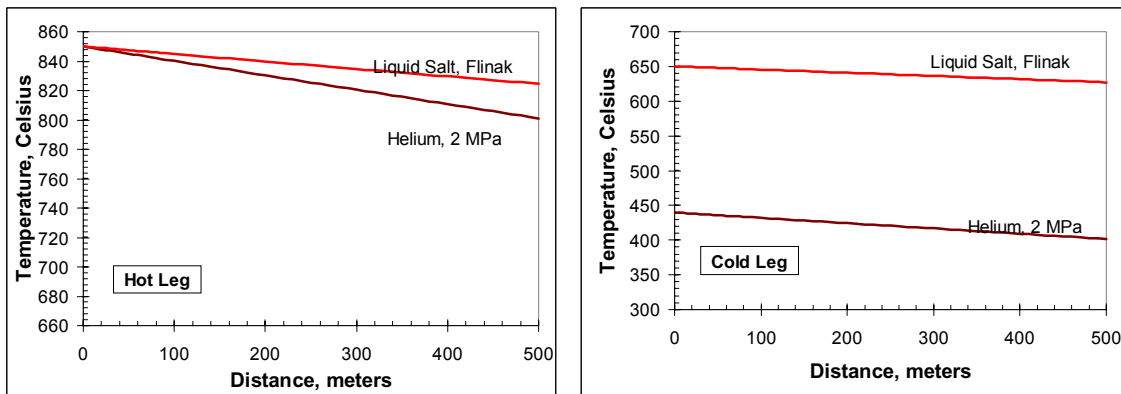 Temperature, Celsius
860
840
820
800
780
760
740
720
700
680
660
Liquid Salt, Flinak
Helium, 2 MPa
Hot Leg
0 100 200 300 400 500
Distance, meters
Temperature, Celsius
700
650
600
550
500
450
400
350
300
Liquid Salt, Flinak
Helium, 2 MPa
Cold Leg
0 100 200 300 400 500
Distance, meters